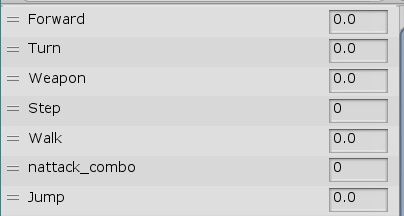 Forward 0.0
Turn 0.0
Weapon 0.0
Step 0
Walk 0.0
nattack_combo 0
Jump 0.0